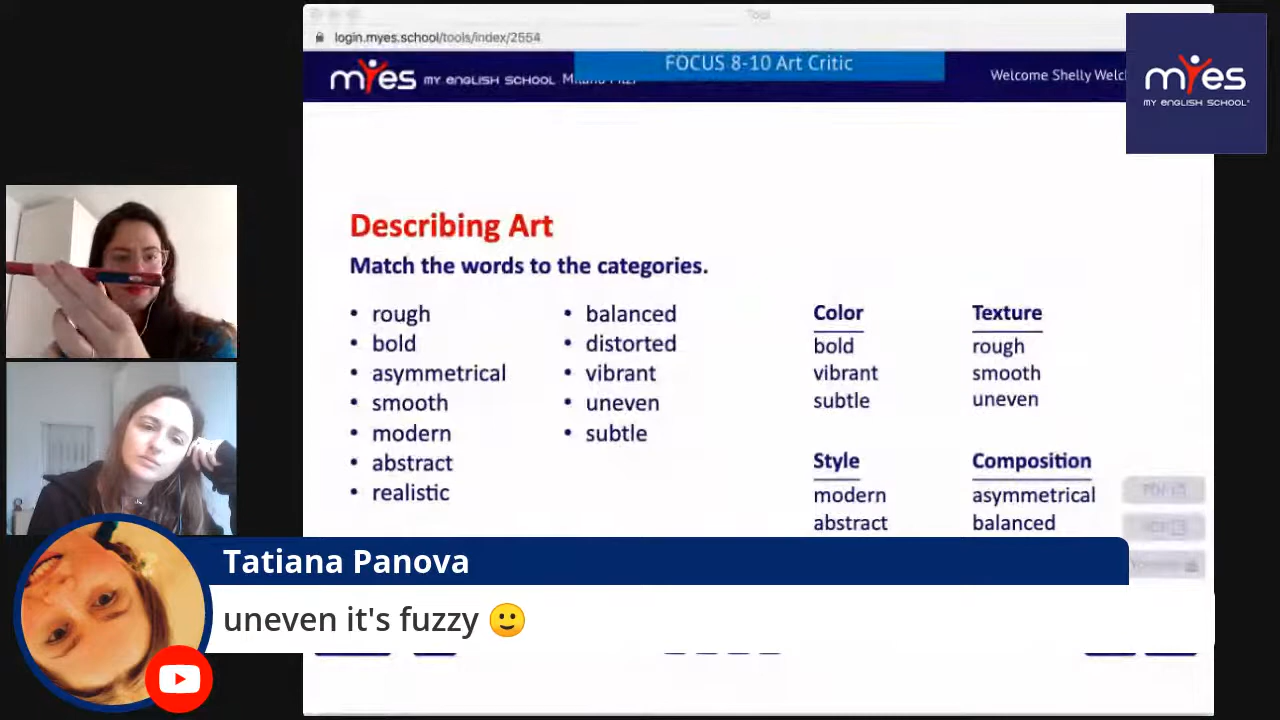 login.myes.school/tools/index/2554
FOCUS 8-10 Art Critic
myes MY ENGLISH SCHOOL
Welcome Shelly Welch
myes
MY ENGLISH SCHOOL
Describing Art
Match the words to the categories.
• rough
• bold
• asymmetrical
• smooth
• modern
• abstract
• realistic
• balanced
• distorted
• vibrant
• uneven
• subtle
Color
bold
vibrant
subtle
Texture
rough
smooth
uneven
Style
modern
abstract
Composition
asymmetrical
balanced
Tatiana Panova
uneven it's fuzzy 🙂